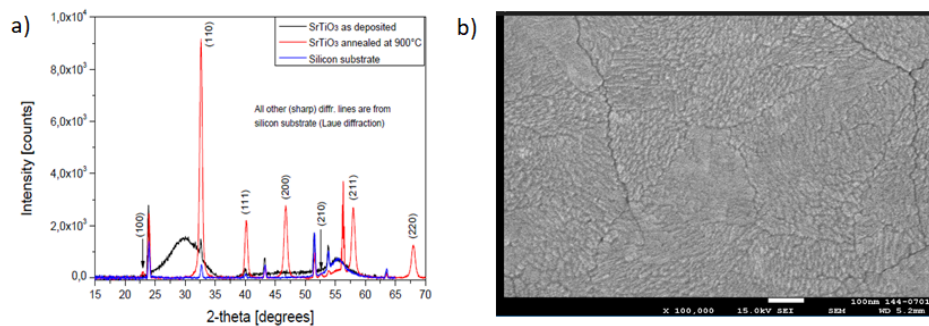 a)
SrTiO₃ as deposited
SrTiO₃ annealed at 900°C
Silicon substrate
All other (sharp) diffr. lines are from
silicon substrate (Laue diffraction)
(100)
(110)
(111)
(200)
(210)
(211)
(220)
1,0x10⁴
8,0x10³
6,0x10³
4,0x10³
2,0x10³
0,0
Intensity [counts]
15 20 25 30 35 40 45 50 55 60 65 70
2-theta [degrees]
b)
100nm 144-0701
X 100,000 15.0kV SEI SEM WD 5.2mm